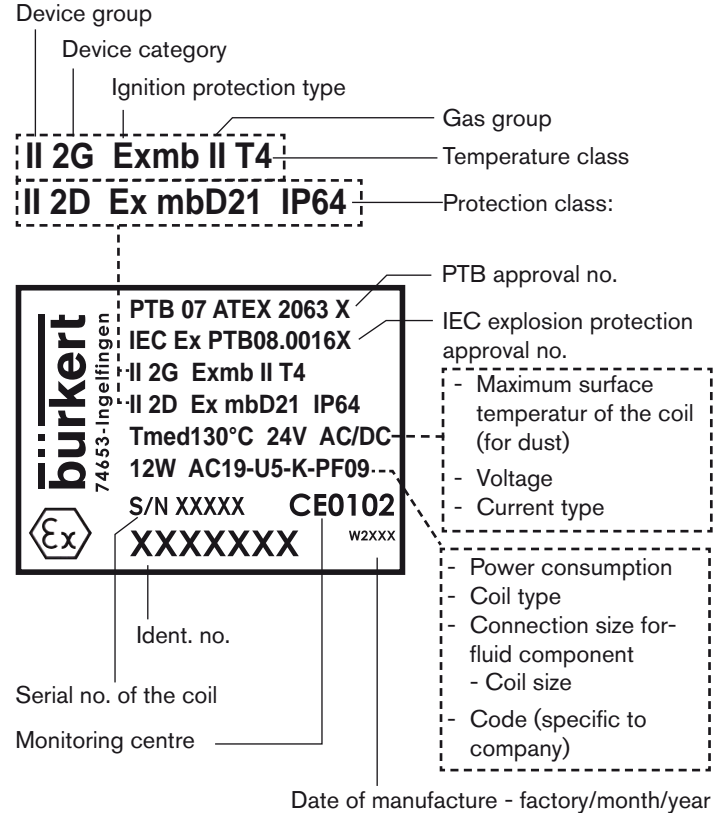 Device group
Device category
Ignition protection type
Gas group
II 2G Exmb II T4
Temperature class
II 2D Ex mbD21 IP64
Protection class:
PTB approval no.
IEC explosion protection
approval no.
bürkert
74653-Ingelfingen
PTB 07 ATEX 2063 X
IEC Ex PTB08.0016X
II 2G Exmb II T4
II 2D Ex mbD21 IP64
Tmed130°C 24V AC/DC
12W AC19-U5-K-PF09
S/N XXXXX CE0102
Ex XXXXXXX W2XXX
- Maximum surface
temperatur of the coil
(for dust)
- Voltage
- Current type
- Power consumption
- Coil type
- Connection size for-
fluid component
- Coil size
- Code (specific to
company)
Ident. no.
Serial no. of the coil
Monitoring centre
Date of manufacture - factory/month/year